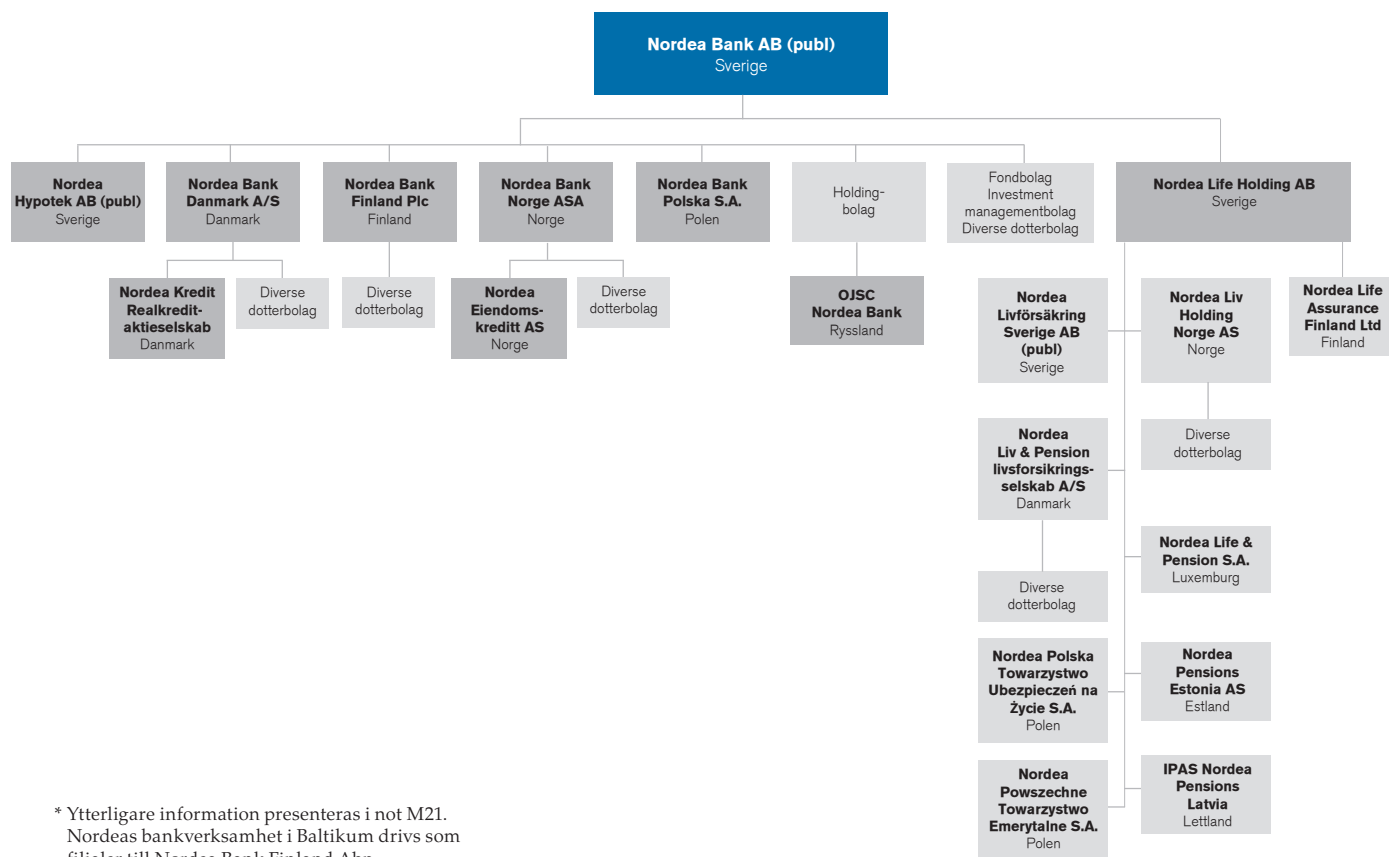 Nordea Bank AB (publ)
Sverige
Nordea
Hypotek AB (publ)
Sverige
Nordea Bank
Danmark A/S
Danmark
Nordea Bank
Finland Plc
Finland
Nordea Bank
Norge ASA
Norge
Nordea Bank
Polska S.A.
Polen
Holding-
bolag
Fondbolag
Investment
managementbolag
Diverse dotterbolag
Nordea Life Holding AB
Sverige
Nordea Kredit
Realkredit-
aktieselskab
Danmark
Diverse
dotterbolag
Diverse
dotterbolag
Nordea
Eiendoms-
kreditt AS
Norge
Diverse
dotterbolag
OJSC
Nordea Bank
Ryssland
Nordea
Livförsäkring
Sverige AB
(publ)
Sverige
Nordea Liv
Holding
Norge AS
Norge
Nordea Life
Assurance
Finland Ltd
Finland
Nordea
Liv & Pension
livsforsikrings-
selskab A/S
Danmark
Diverse
dotterbolag
Nordea Life &
Pension S.A.
Luxemburg
Diverse
dotterbolag
Nordea Polska
Towarzystwo
Ubezpieczeń na
Życie S.A.
Polen
Nordea
Pensions
Estonia AS
Estland
Nordea
Powszechne
Towarzystwo
Emerytalne S.A.
Polen
IPAS Nordea
Pensions
Latvia
Lettland
* Ytterligare information presenteras i not M21.
Nordeas bankverksamhet i Baltikum drivs som
filialer till Nordea Bank Finland Abp